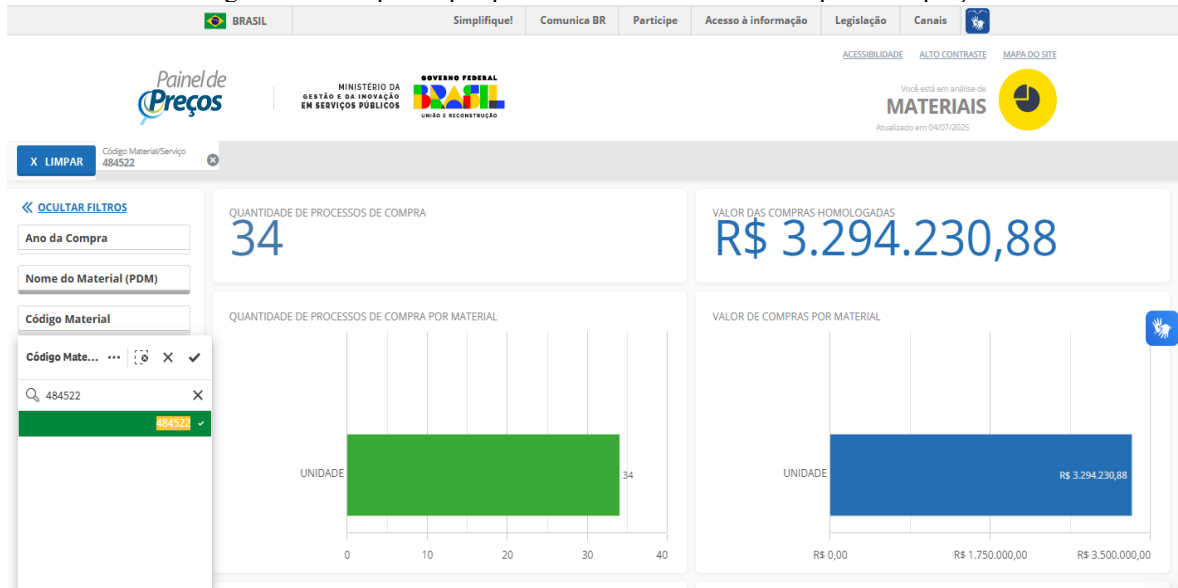 BRASIL Simplifique! Comunica BR Participe Acesso à informação Legislação Canais
ACESSIBILIDADE ALTO CONTRASTE MAPA DO SITE
Painel de
Preços
MINISTÉRIO DA
GESTÃO E DA INOVAÇÃO
EM SERVIÇOS PÚBLICOS
GOVERNO FEDERAL
BRASIL
UNIÃO E RECONSTRUÇÃO
Você está em análise de
MATERIAIS
Atualizado em 04/07/2025
X LIMPAR
Código Material/Serviço
484522
OCULTAR FILTROS
Ano da Compra
Nome do Material (PDM)
Código Material
Código Mate...
484522
484522
QUANTIDADE DE PROCESSOS DE COMPRA
34
VALOR DAS COMPRAS HOMOLOGADAS
R$ 3.294.230,88
QUANTIDADE DE PROCESSOS DE COMPRA POR MATERIAL
UNIDADE
34
0 10 20 30 40
VALOR DE COMPRAS POR MATERIAL
UNIDADE
R$ 3.294.230,88
R$ 0,00 R$ 1.750.000,00 R$ 3.500.000,00